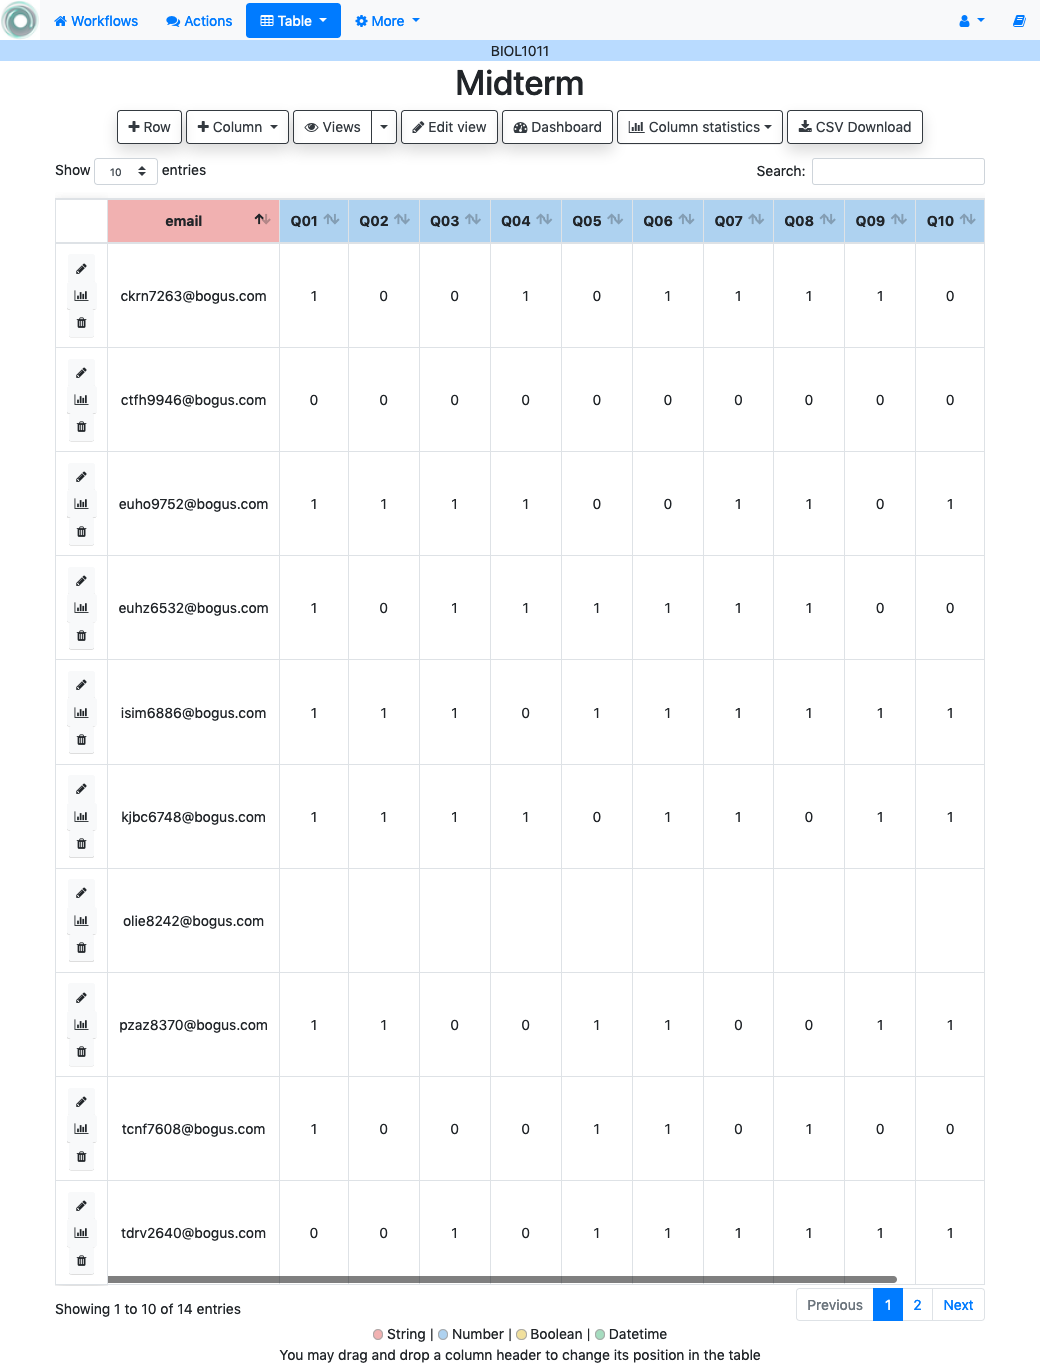 Workflows Actions Table More
BIOL1011
Midterm
Row Column Views Edit view Dashboard Column statistics CSV Download
Show 10 entries Search:
email Q01 Q02 Q03 Q04 Q05 Q06 Q07 Q08 Q09 Q10
ckrn7263@bogus.com 1 0 0 1 0 1 1 1 1 0
ctfh9946@bogus.com 0 0 0 0 0 0 0 0 0 0
euho9752@bogus.com 1 1 1 1 0 0 1 1 0 1
euhz6532@bogus.com 1 0 1 1 1 1 1 1 0 0
isim6886@bogus.com 1 1 1 0 1 1 1 1 1 1
kjbc6748@bogus.com 1 1 1 1 0 1 1 0 1 1
olie8242@bogus.com
pzaz8370@bogus.com 1 1 0 0 1 1 0 0 1 1
tcnf7608@bogus.com 1 0 0 0 1 1 0 1 0 0
tdrv2640@bogus.com 0 0 1 0 1 1 1 1 1 1
Showing 1 to 10 of 14 entries Previous 1 2 Next
String | Number | Boolean | Datetime
You may drag and drop a column header to change its position in the table